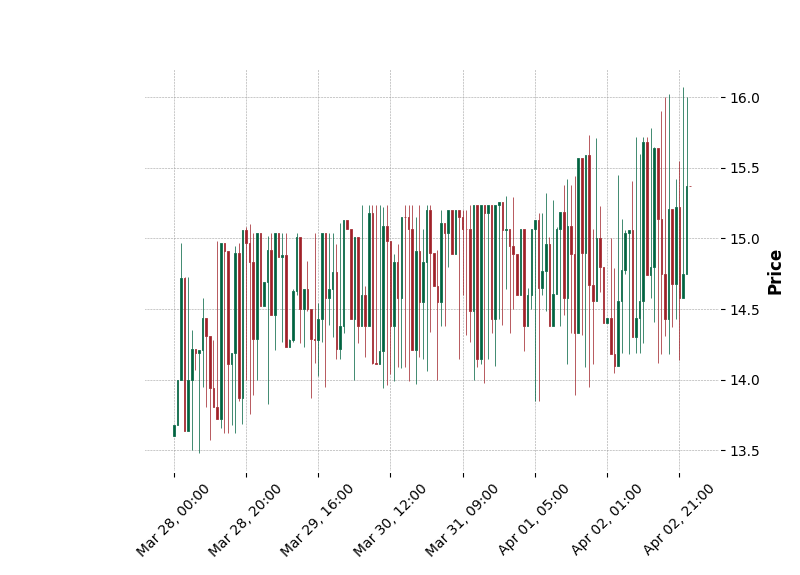 16.0
15.5
15.0
14.5
14.0
13.5
Price
Mar 28, 00:00
Mar 28, 20:00
Mar 29, 16:00
Mar 30, 12:00
Mar 31, 09:00
Apr 01, 05:00
Apr 02, 01:00
Apr 02, 21:00